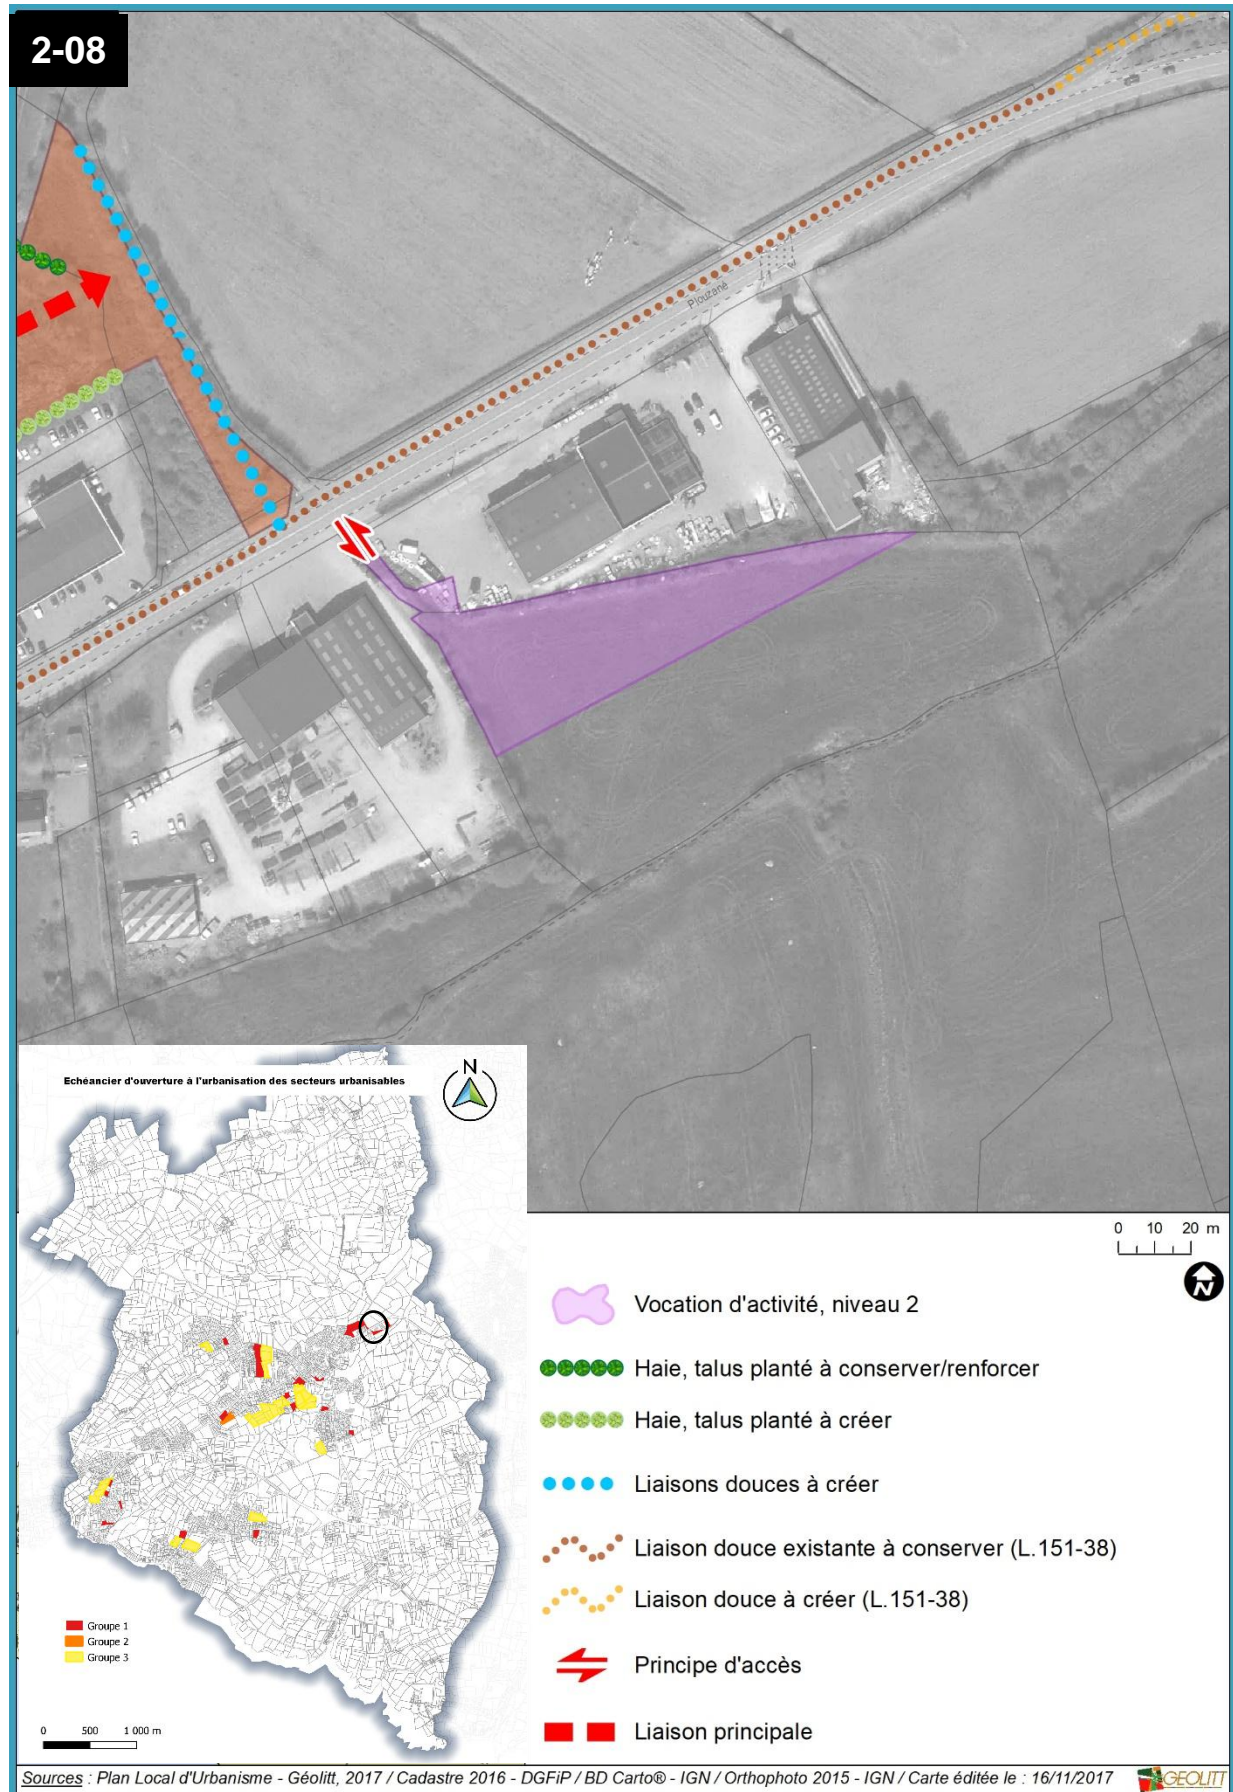 2-08
Plouzané
Echéancier d'ouverture à l'urbanisation des secteurs urbanisables
N
Groupe 1
Groupe 2
Groupe 3
0 500 1 000 m
0 10 20 m
N
Vocation d'activité, niveau 2
Haie, talus planté à conserver/renforcer
Haie, talus planté à créer
Liaisons douces à créer
Liaison douce existante à conserver (L.151-38)
Liaison douce à créer (L.151-38)
Principe d'accès
Liaison principale
Sources : Plan Local d'Urbanisme - Géolitt, 2017 / Cadastre 2016 - DGFiP / BD Carto® - IGN / Orthophoto 2015 - IGN / Carte éditée le : 16/11/2017
GEOLITT